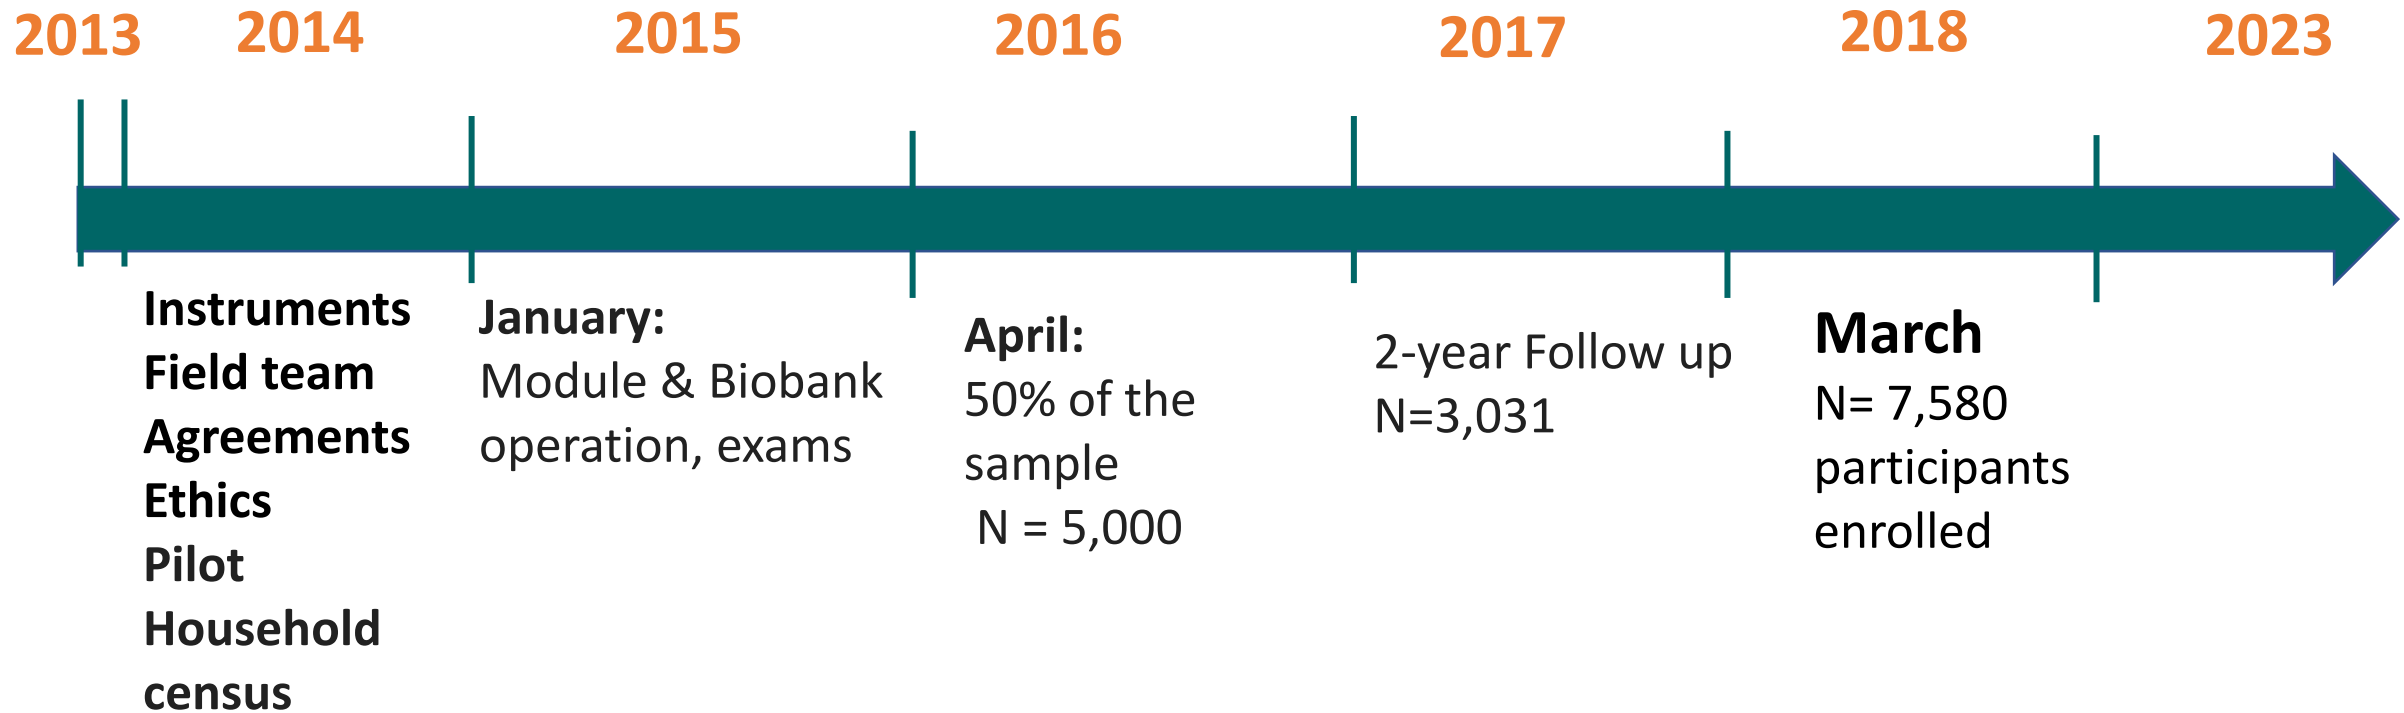 2013 2014 2015 2016 2017 2018 2023
Instruments
Field team
Agreements
Ethics
Pilot
Household
census
January:
Module & Biobank
operation, exams
April:
50% of the
sample
N = 5,000
2-year Follow up
N=3,031
March
N= 7,580
participants
enrolled